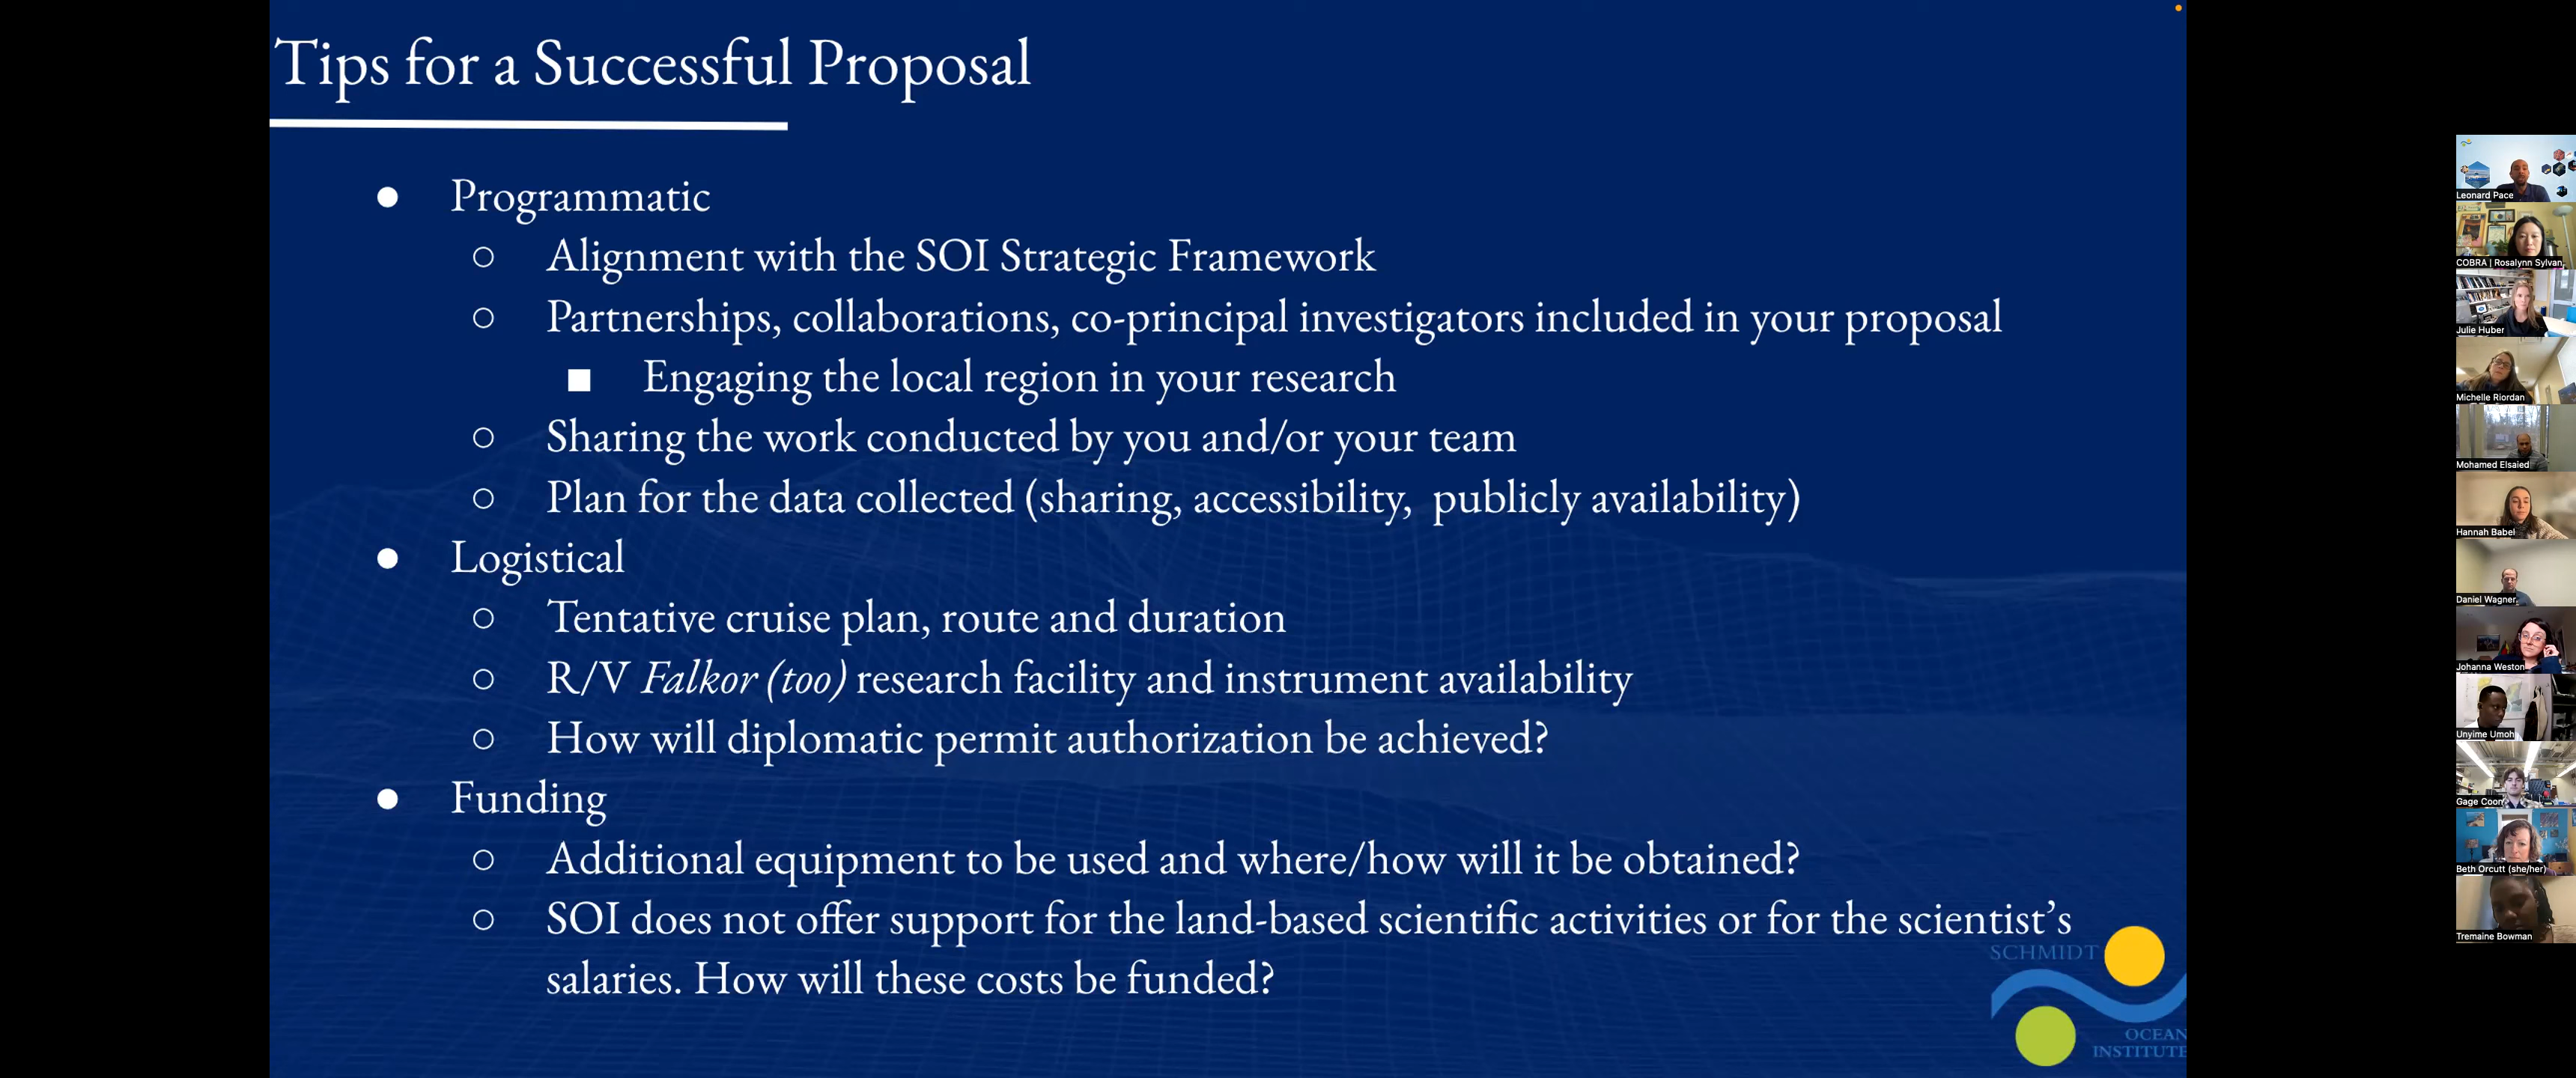 Tips for a Successful Proposal
● Programmatic
○ Alignment with the SOI Strategic Framework
○ Partnerships, collaborations, co-principal investigators included in your proposal
■ Engaging the local region in your research
○ Sharing the work conducted by you and/or your team
○ Plan for the data collected (sharing, accessibility,  publicly availability)
● Logistical
○ Tentative cruise plan, route and duration
○ R/V Falkor (too) research facility and instrument availability
○ How will diplomatic permit authorization be achieved?
● Funding
○ Additional equipment to be used and where/how will it be obtained?
○ SOI does not offer support for the land-based scientific activities or for the scientist’s
salaries. How will these costs be funded?
SCHMIDT
OCEAN
INSTITUTE
Leonard Pace
COBRA | Rosalynn Sylvan
Julie Huber
Michelle Riordan
Mohamed Elsaied
Hannah Babel
Daniel Wagner
Johanna Weston
Unyime Umoh
Gage Coon
Beth Orcutt (she/her)
Tremaine Bowman